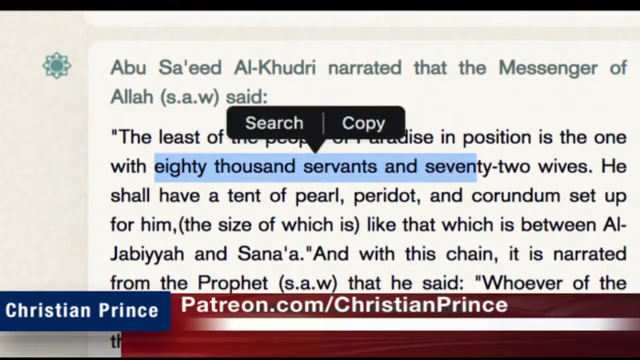 Abu Sa'eed Al-Khudri narrated that the Messenger of
Allah (s.a.w) said:
Search Copy
"The least of the people of Paradise in position is the one
with eighty thousand servants and seventy-two wives. He
shall have a tent of pearl, peridot, and corundum set up
for him,(the size of which is) like that which is between Al-
Jabiyyah and Sana'a."And with this chain, it is narrated
from the Prophet (s.a.w) that he said: "Whoever of the
Christian Prince
Patreon.com/ChristianPrince